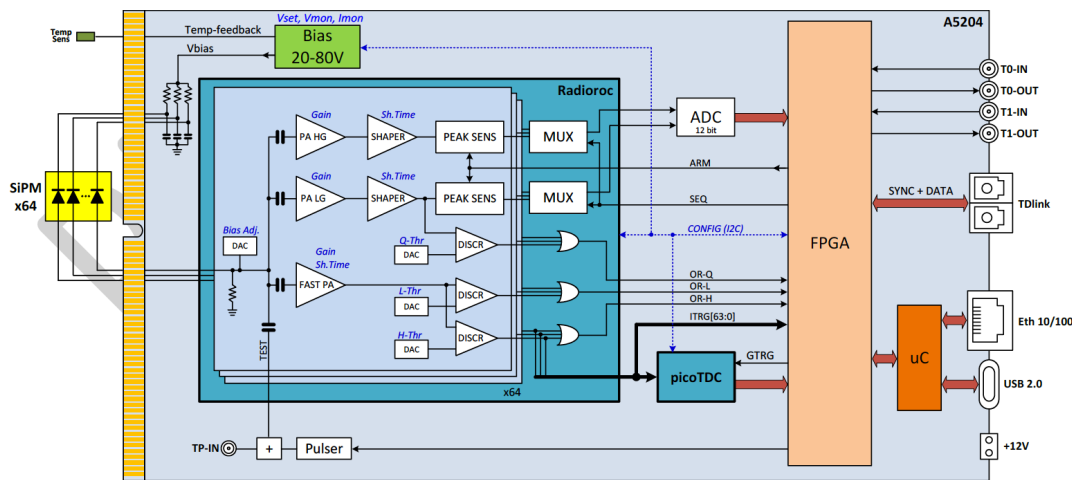 A5204
Temp
Sens
Temp-feedback
Vbias
Vset, Vmon, Imon
Bias
20-80V
Radioroc
Gain
PA HG
Sh.Time
SHAPER
PEAK SENS
MUX
ADC
12 bit
T0-IN
T0-OUT
T1-IN
T1-OUT
ARM
SiPM
x64
Gain
PA LG
Sh.Time
SHAPER
PEAK SENS
MUX
SEQ
SYNC + DATA
TDlink
FPGA
Bias Adj.
DAC
Q-Thr
DAC
DISCR
CONFIG (I2C)
Gain
Sh.Time
FAST PA
L-Thr
DAC
DISCR
OR-Q
OR-L
OR-H
ITRG[63:0]
H-Thr
DAC
DISCR
TEST
x64
picoTDC
GTRG
uC
Eth 10/100
USB 2.0
TP-IN
+
Pulser
+12V